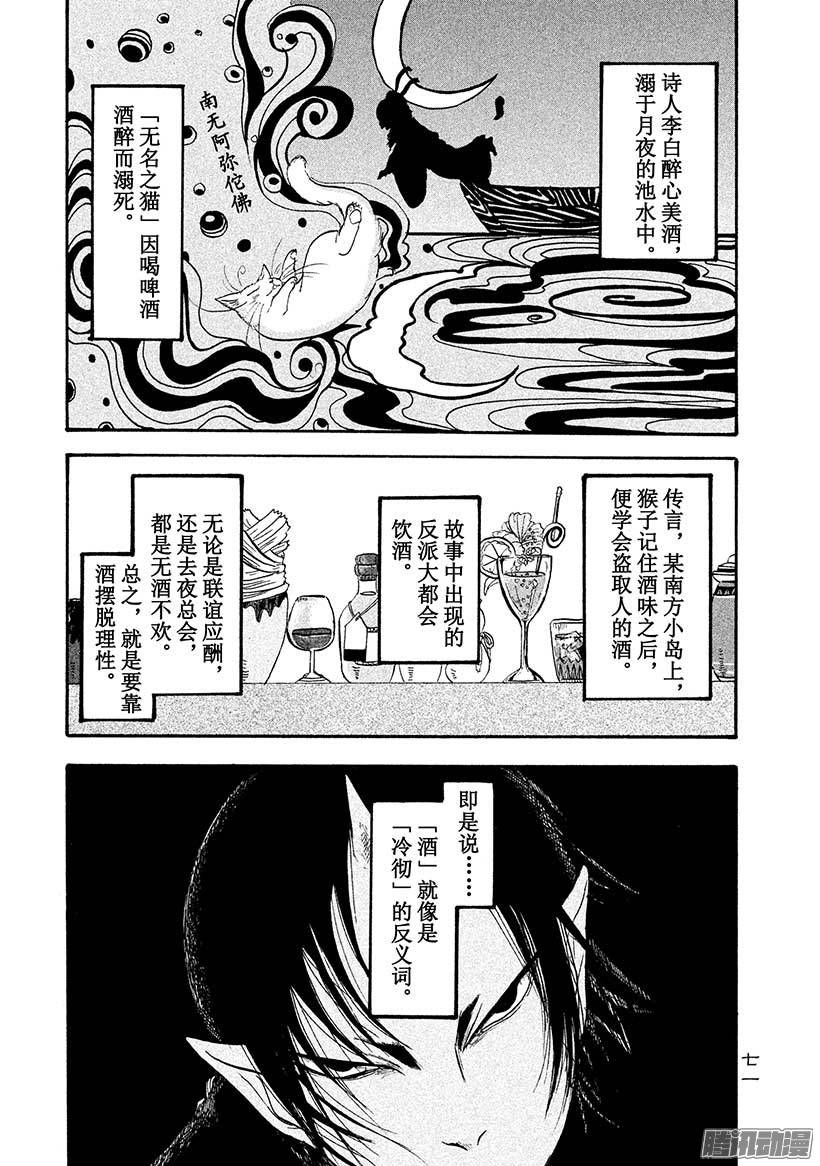 诗人李白醉心美酒，
溺于月夜的池水中。
南无阿弥佗佛
「无名之猫」因喝啤酒
酒醉而溺死。
传言，某南方小岛上，
猴子记住酒味之后，
便学会盗取人的酒。
故事中出现的
反派大都会
饮酒。
无论是联谊应酬，
还是去夜总会，
都是无酒不欢。
总之，就是要靠
酒摆脱理性。
即是说……
「酒」就像是
「冷彻」的反义词。
七一
腾讯动漫